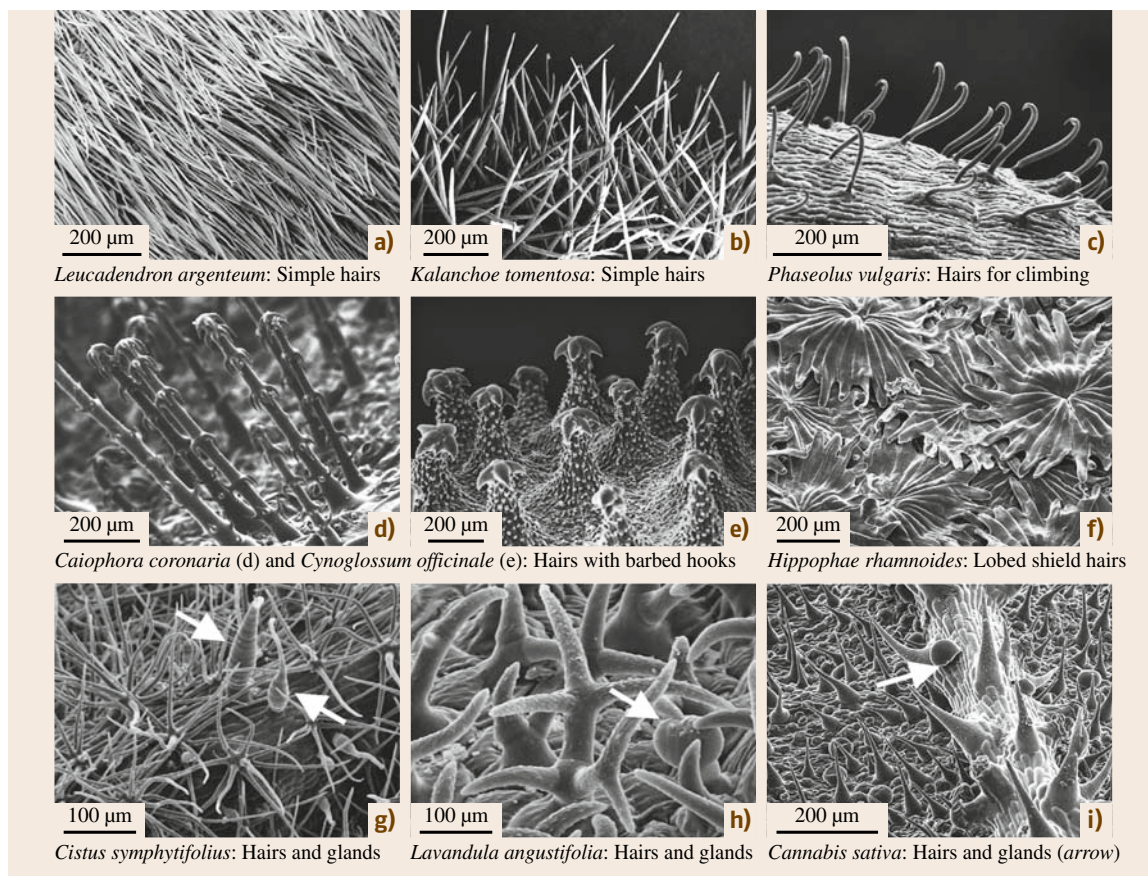 200 µm a) 200 µm b) 200 µm c)
Leucadendron argenteum: Simple hairs Kalanchoe tomentosa: Simple hairs Phaseolus vulgaris: Hairs for climbing
200 µm d) 200 µm e) 200 µm f)
Caiophora coronaria (d) and Cynoglossum officinale (e): Hairs with barbed hooks Hippophae rhamnoides: Lobed shield hairs
100 µm g) 100 µm h) 200 µm i)
Cistus symphytifolius: Hairs and glands Lavandula angustifolia: Hairs and glands Cannabis sativa: Hairs and glands (arrow)